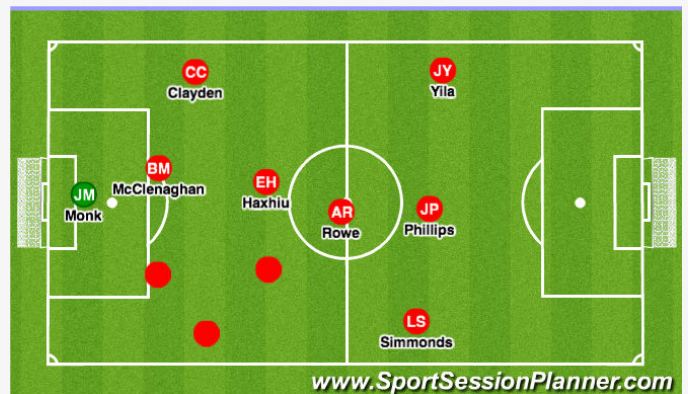 CC
Clayden
JY
Yila
BM
McClenaghan
EH
Haxhiu
JM
Monk
AR
Rowe
JP
Phillips
LS
Simmonds
www.SportSessionPlanner.com